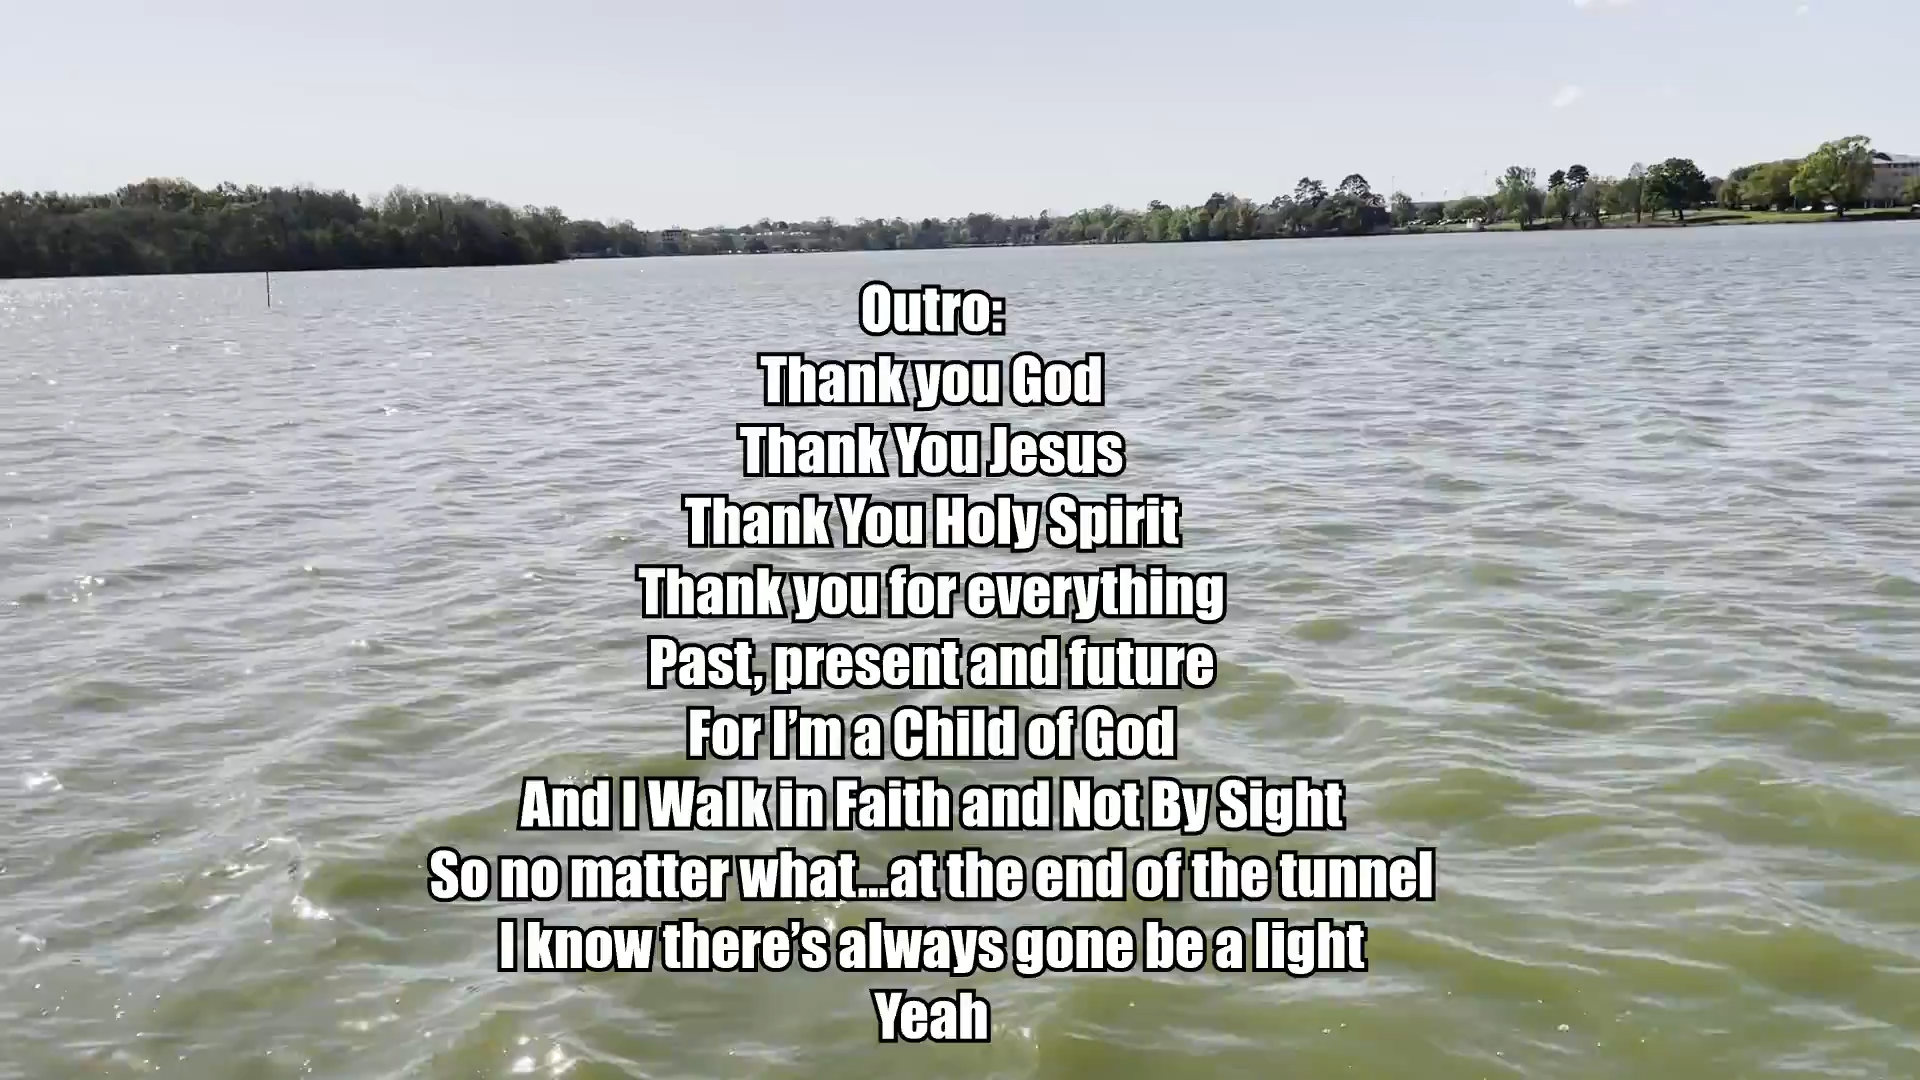 Outro:
Thank you God
Thank You Jesus
Thank You Holy Spirit
Thank you for everything
Past, present and future
For I’m a Child of God
And I Walk in Faith and Not By Sight
So no matter what...at the end of the tunnel
I know there’s always gone be a light
Yeah